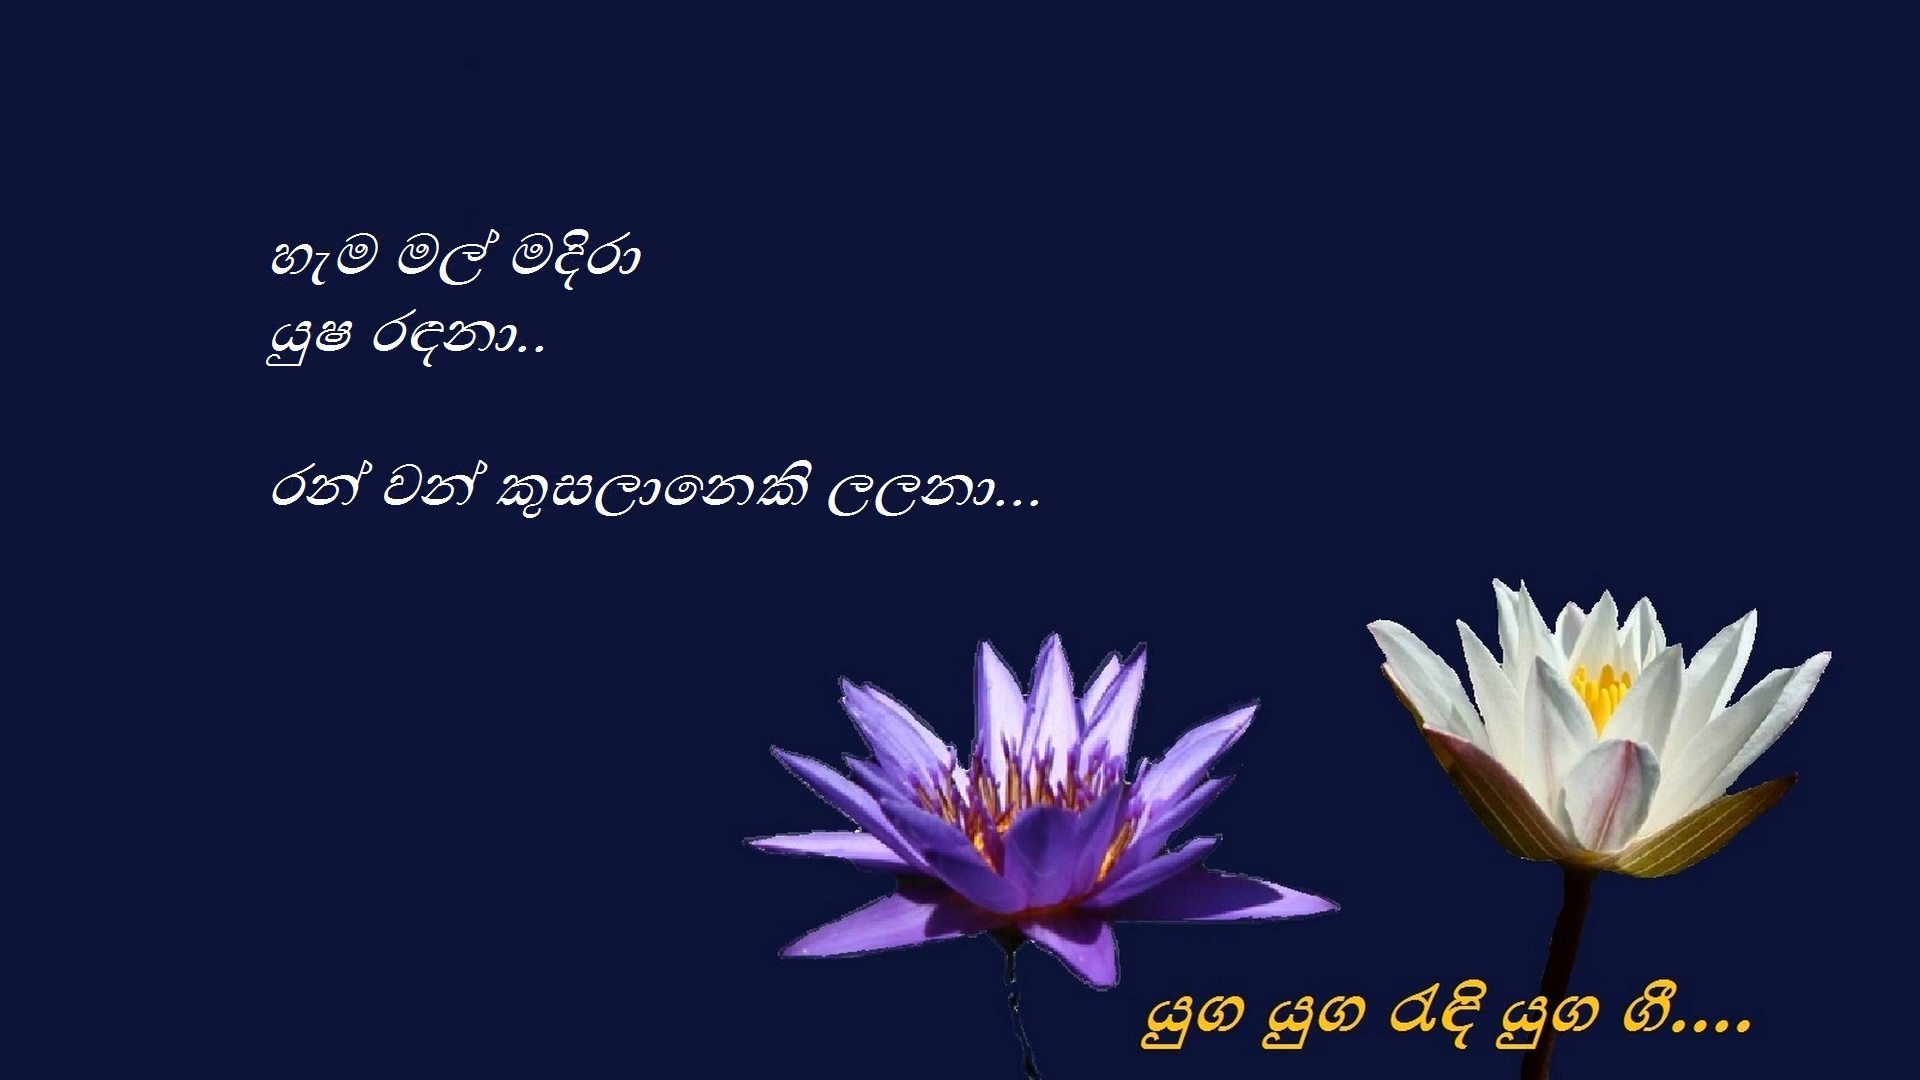 හැම මල් මදිරා
යුෂ රඳනා..
රන් වන් කුසලානෙකි ලලනා...
යුග යුග රැඳි යුග ගී....